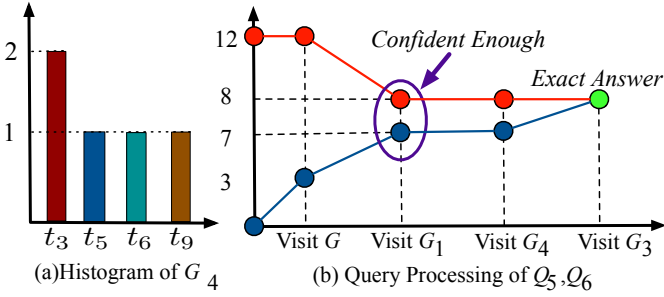 2
1
t3 t5 t6 t9
(a)Histogram of G 4
12
8
7
3
Confident Enough
Exact Answer
Visit G Visit G1 Visit G4 Visit G3
(b) Query Processing of Q5,Q6